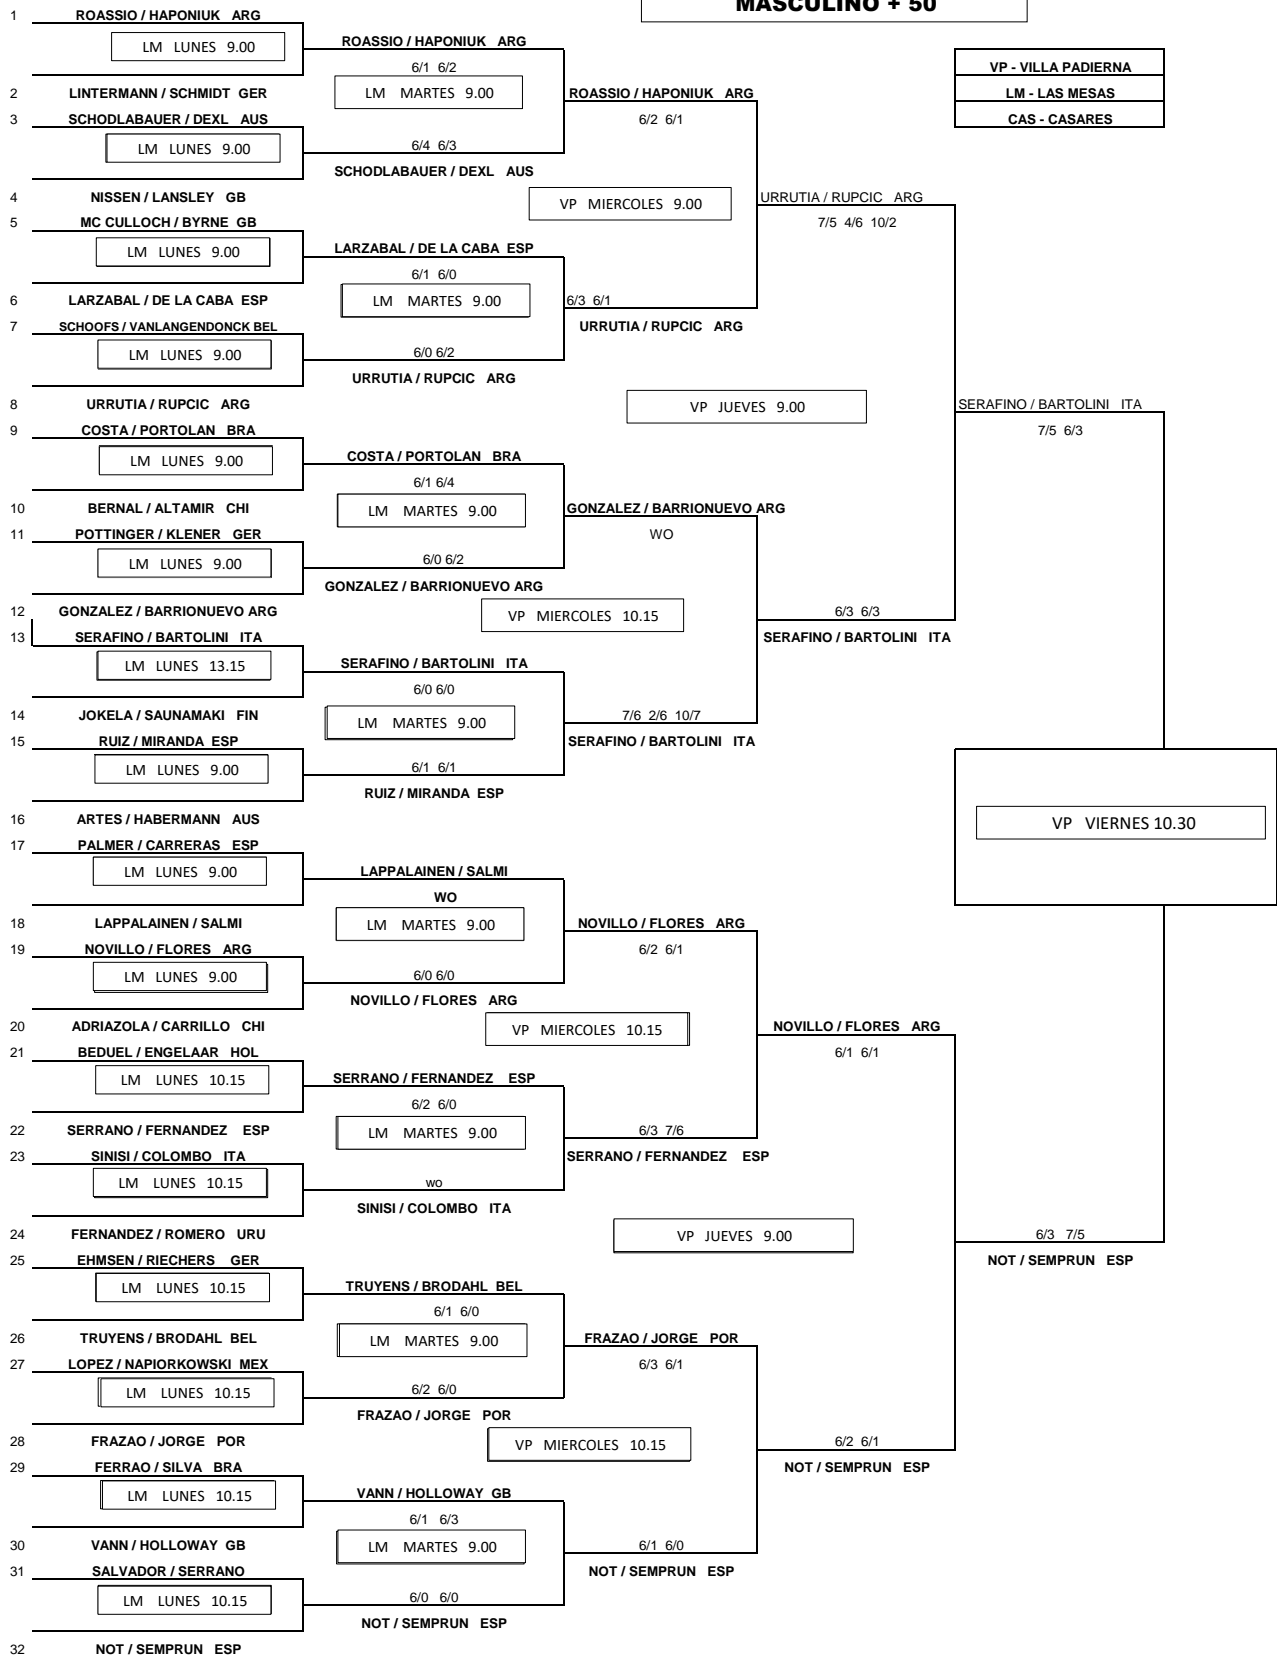 MASCULINO + 50
1 ROASSIO / HAPONIUK ARG
LM LUNES 9.00
ROASSIO / HAPONIUK ARG
6/1 6/2
VP - VILLA PADIERNA
LM - LAS MESAS
CAS - CASARES
2 LINTERMANN / SCHMIDT GER
LM MARTES 9.00
ROASSIO / HAPONIUK ARG
3 SCHODLABAUER / DEXL AUS
6/2 6/1
LM LUNES 9.00
6/4 6/3
SCHODLABAUER / DEXL AUS
4 NISSEN / LANSLEY GB
VP MIERCOLES 9.00
URRUTIA / RUPCIC ARG
5 MC CULLOCH / BYRNE GB
7/5 4/6 10/2
LM LUNES 9.00
LARZABAL / DE LA CABA ESP
6/1 6/0
6 LARZABAL / DE LA CABA ESP
LM MARTES 9.00
6/3 6/1
7 SCHOOFS / VANLANGENDONCK BEL
URRUTIA / RUPCIC ARG
LM LUNES 9.00
6/0 6/2
URRUTIA / RUPCIC ARG
8 URRUTIA / RUPCIC ARG
VP JUEVES 9.00
SERAFINO / BARTOLINI ITA
9 COSTA / PORTOLAN BRA
7/5 6/3
LM LUNES 9.00
COSTA / PORTOLAN BRA
6/1 6/4
10 BERNAL / ALTAMIR CHI
LM MARTES 9.00
GONZALEZ / BARRIONUEVO ARG
11 POTTINGER / KLENER GER
WO
LM LUNES 9.00
6/0 6/2
GONZALEZ / BARRIONUEVO ARG
12 GONZALEZ / BARRIONUEVO ARG
VP MIERCOLES 10.15
6/3 6/3
13 SERAFINO / BARTOLINI ITA
SERAFINO / BARTOLINI ITA
LM LUNES 13.15
SERAFINO / BARTOLINI ITA
6/0 6/0
14 JOKELA / SAUNAMAKI FIN
LM MARTES 9.00
7/6 2/6 10/7
15 RUIZ / MIRANDA ESP
SERAFINO / BARTOLINI ITA
LM LUNES 9.00
6/1 6/1
RUIZ / MIRANDA ESP
16 ARTES / HABERMANN AUS
VP VIERNES 10.30
17 PALMER / CARRERAS ESP
LM LUNES 9.00
LAPPALAINEN / SALMI
WO
18 LAPPALAINEN / SALMI
LM MARTES 9.00
NOVILLO / FLORES ARG
19 NOVILLO / FLORES ARG
6/2 6/1
LM LUNES 9.00
6/0 6/0
NOVILLO / FLORES ARG
20 ADRIAZOLA / CARRILLO CHI
VP MIERCOLES 10.15
NOVILLO / FLORES ARG
21 BEDUEL / ENGELAAR HOL
6/1 6/1
LM LUNES 10.15
SERRANO / FERNANDEZ ESP
6/2 6/0
22 SERRANO / FERNANDEZ ESP
LM MARTES 9.00
6/3 7/6
23 SINISI / COLOMBO ITA
SERRANO / FERNANDEZ ESP
LM LUNES 10.15
wo
SINISI / COLOMBO ITA
24 FERNANDEZ / ROMERO URU
VP JUEVES 9.00
6/3 7/5
25 EHMSEN / RIECHERS GER
NOT / SEMPRUN ESP
LM LUNES 10.15
TRUYENS / BRODAHL BEL
6/1 6/0
26 TRUYENS / BRODAHL BEL
LM MARTES 9.00
FRAZAO / JORGE POR
27 LOPEZ / NAPIORKOWSKI MEX
6/3 6/1
LM LUNES 10.15
6/2 6/0
FRAZAO / JORGE POR
28 FRAZAO / JORGE POR
VP MIERCOLES 10.15
6/2 6/1
29 FERRAO / SILVA BRA
NOT / SEMPRUN ESP
LM LUNES 10.15
VANN / HOLLOWAY GB
6/1 6/3
30 VANN / HOLLOWAY GB
LM MARTES 9.00
6/1 6/0
31 SALVADOR / SERRANO
NOT / SEMPRUN ESP
LM LUNES 10.15
6/0 6/0
NOT / SEMPRUN ESP
32 NOT / SEMPRUN ESP